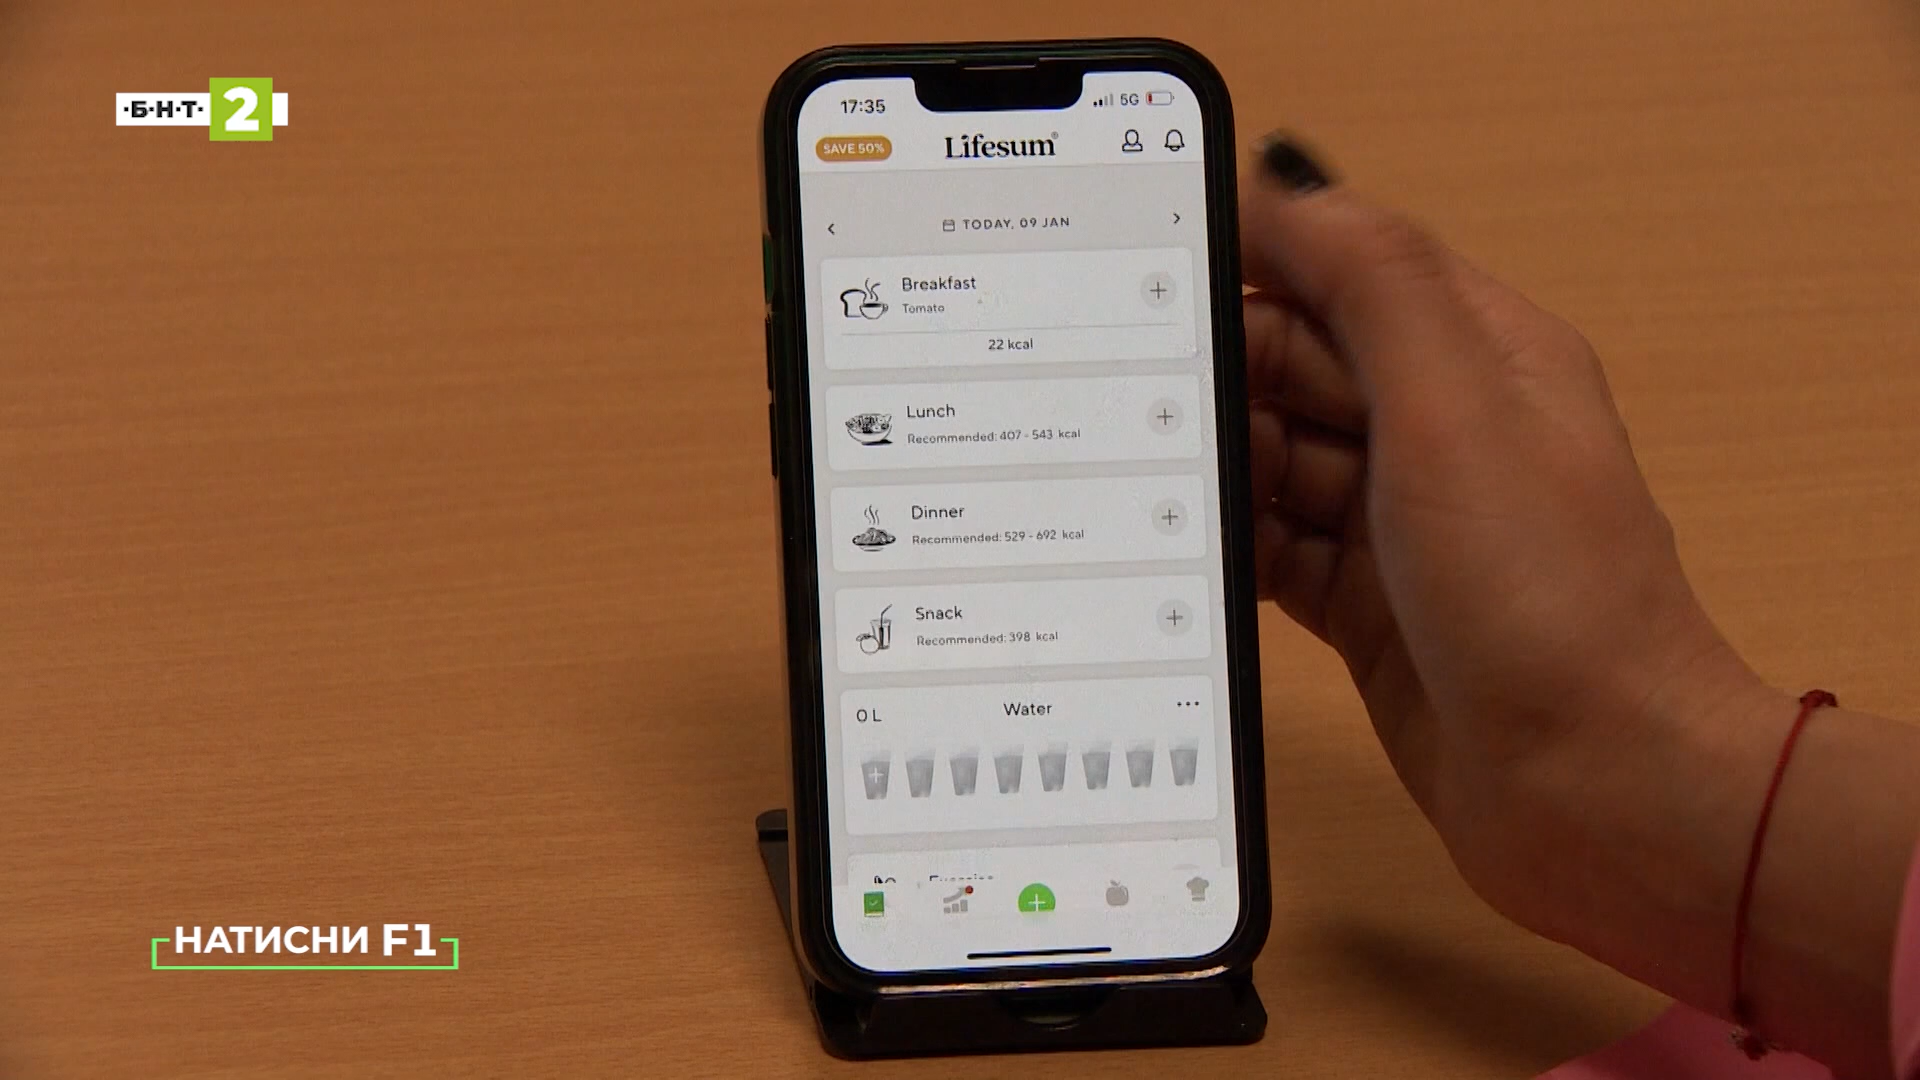 ·Б·Н·Т· 2
17:35 5G
SAVE 50%
Lifesum®
TODAY, 09 JAN
Breakfast
Tomato
22 kcal
Lunch
Recommended: 407 - 543 kcal
Dinner
Recommended: 529 - 692 kcal
Snack
Recommended: 398 kcal
0 L Water
НАТИСНИ F1